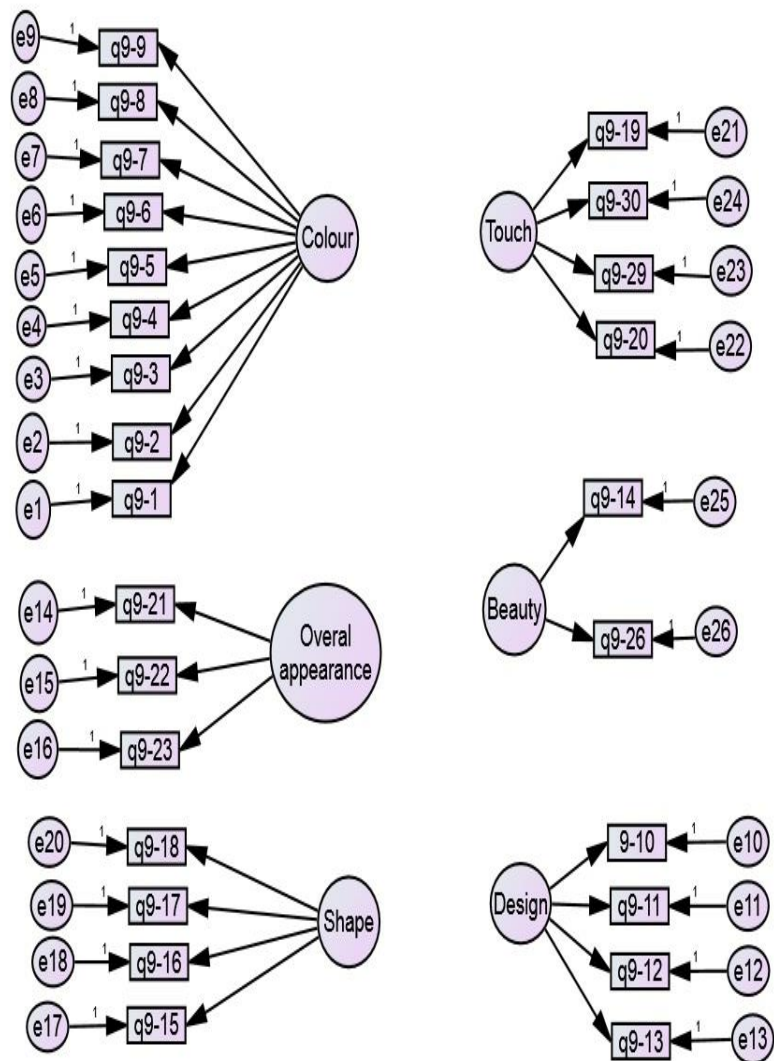 e9 1 q9-9
e8 1 q9-8
e7 1 q9-7
e6 1 q9-6
e5 1 q9-5
e4 1 q9-4
e3 1 q9-3
e2 1 q9-2
e1 1 q9-1
Colour
q9-19 1 e21
q9-30 1 e24
q9-29 1 e23
q9-20 1 e22
Touch
q9-14 1 e25
q9-26 1 e26
Beauty
e14 1 q9-21
e15 1 q9-22
e16 1 q9-23
Overal
appearance
e20 1 q9-18
e19 1 q9-17
e18 1 q9-16
e17 1 q9-15
Shape
9-10 1 e10
q9-11 1 e11
q9-12 1 e12
q9-13 1 e13
Design